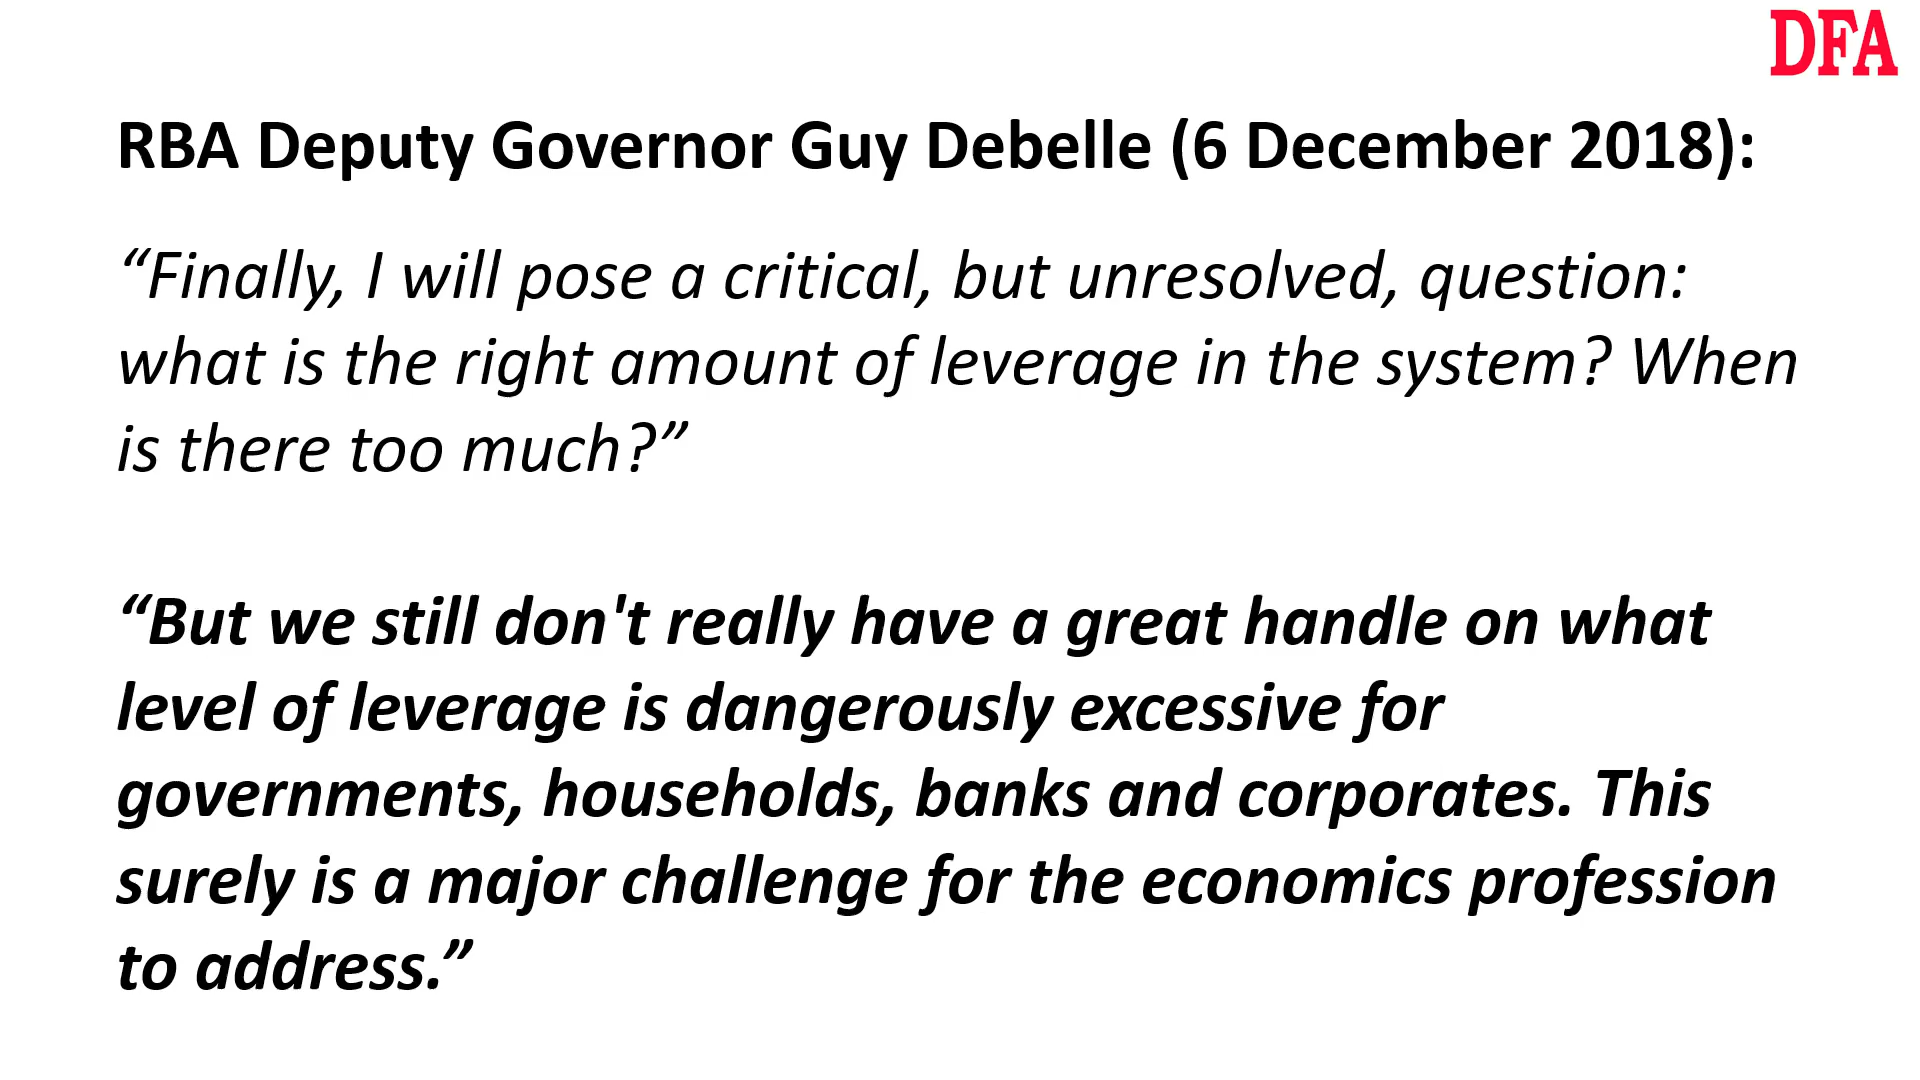 DFA
RBA Deputy Governor Guy Debelle (6 December 2018):
“Finally, I will pose a critical, but unresolved, question:
what is the right amount of leverage in the system? When
is there too much?”
“But we still don't really have a great handle on what
level of leverage is dangerously excessive for
governments, households, banks and corporates. This
surely is a major challenge for the economics profession
to address.”